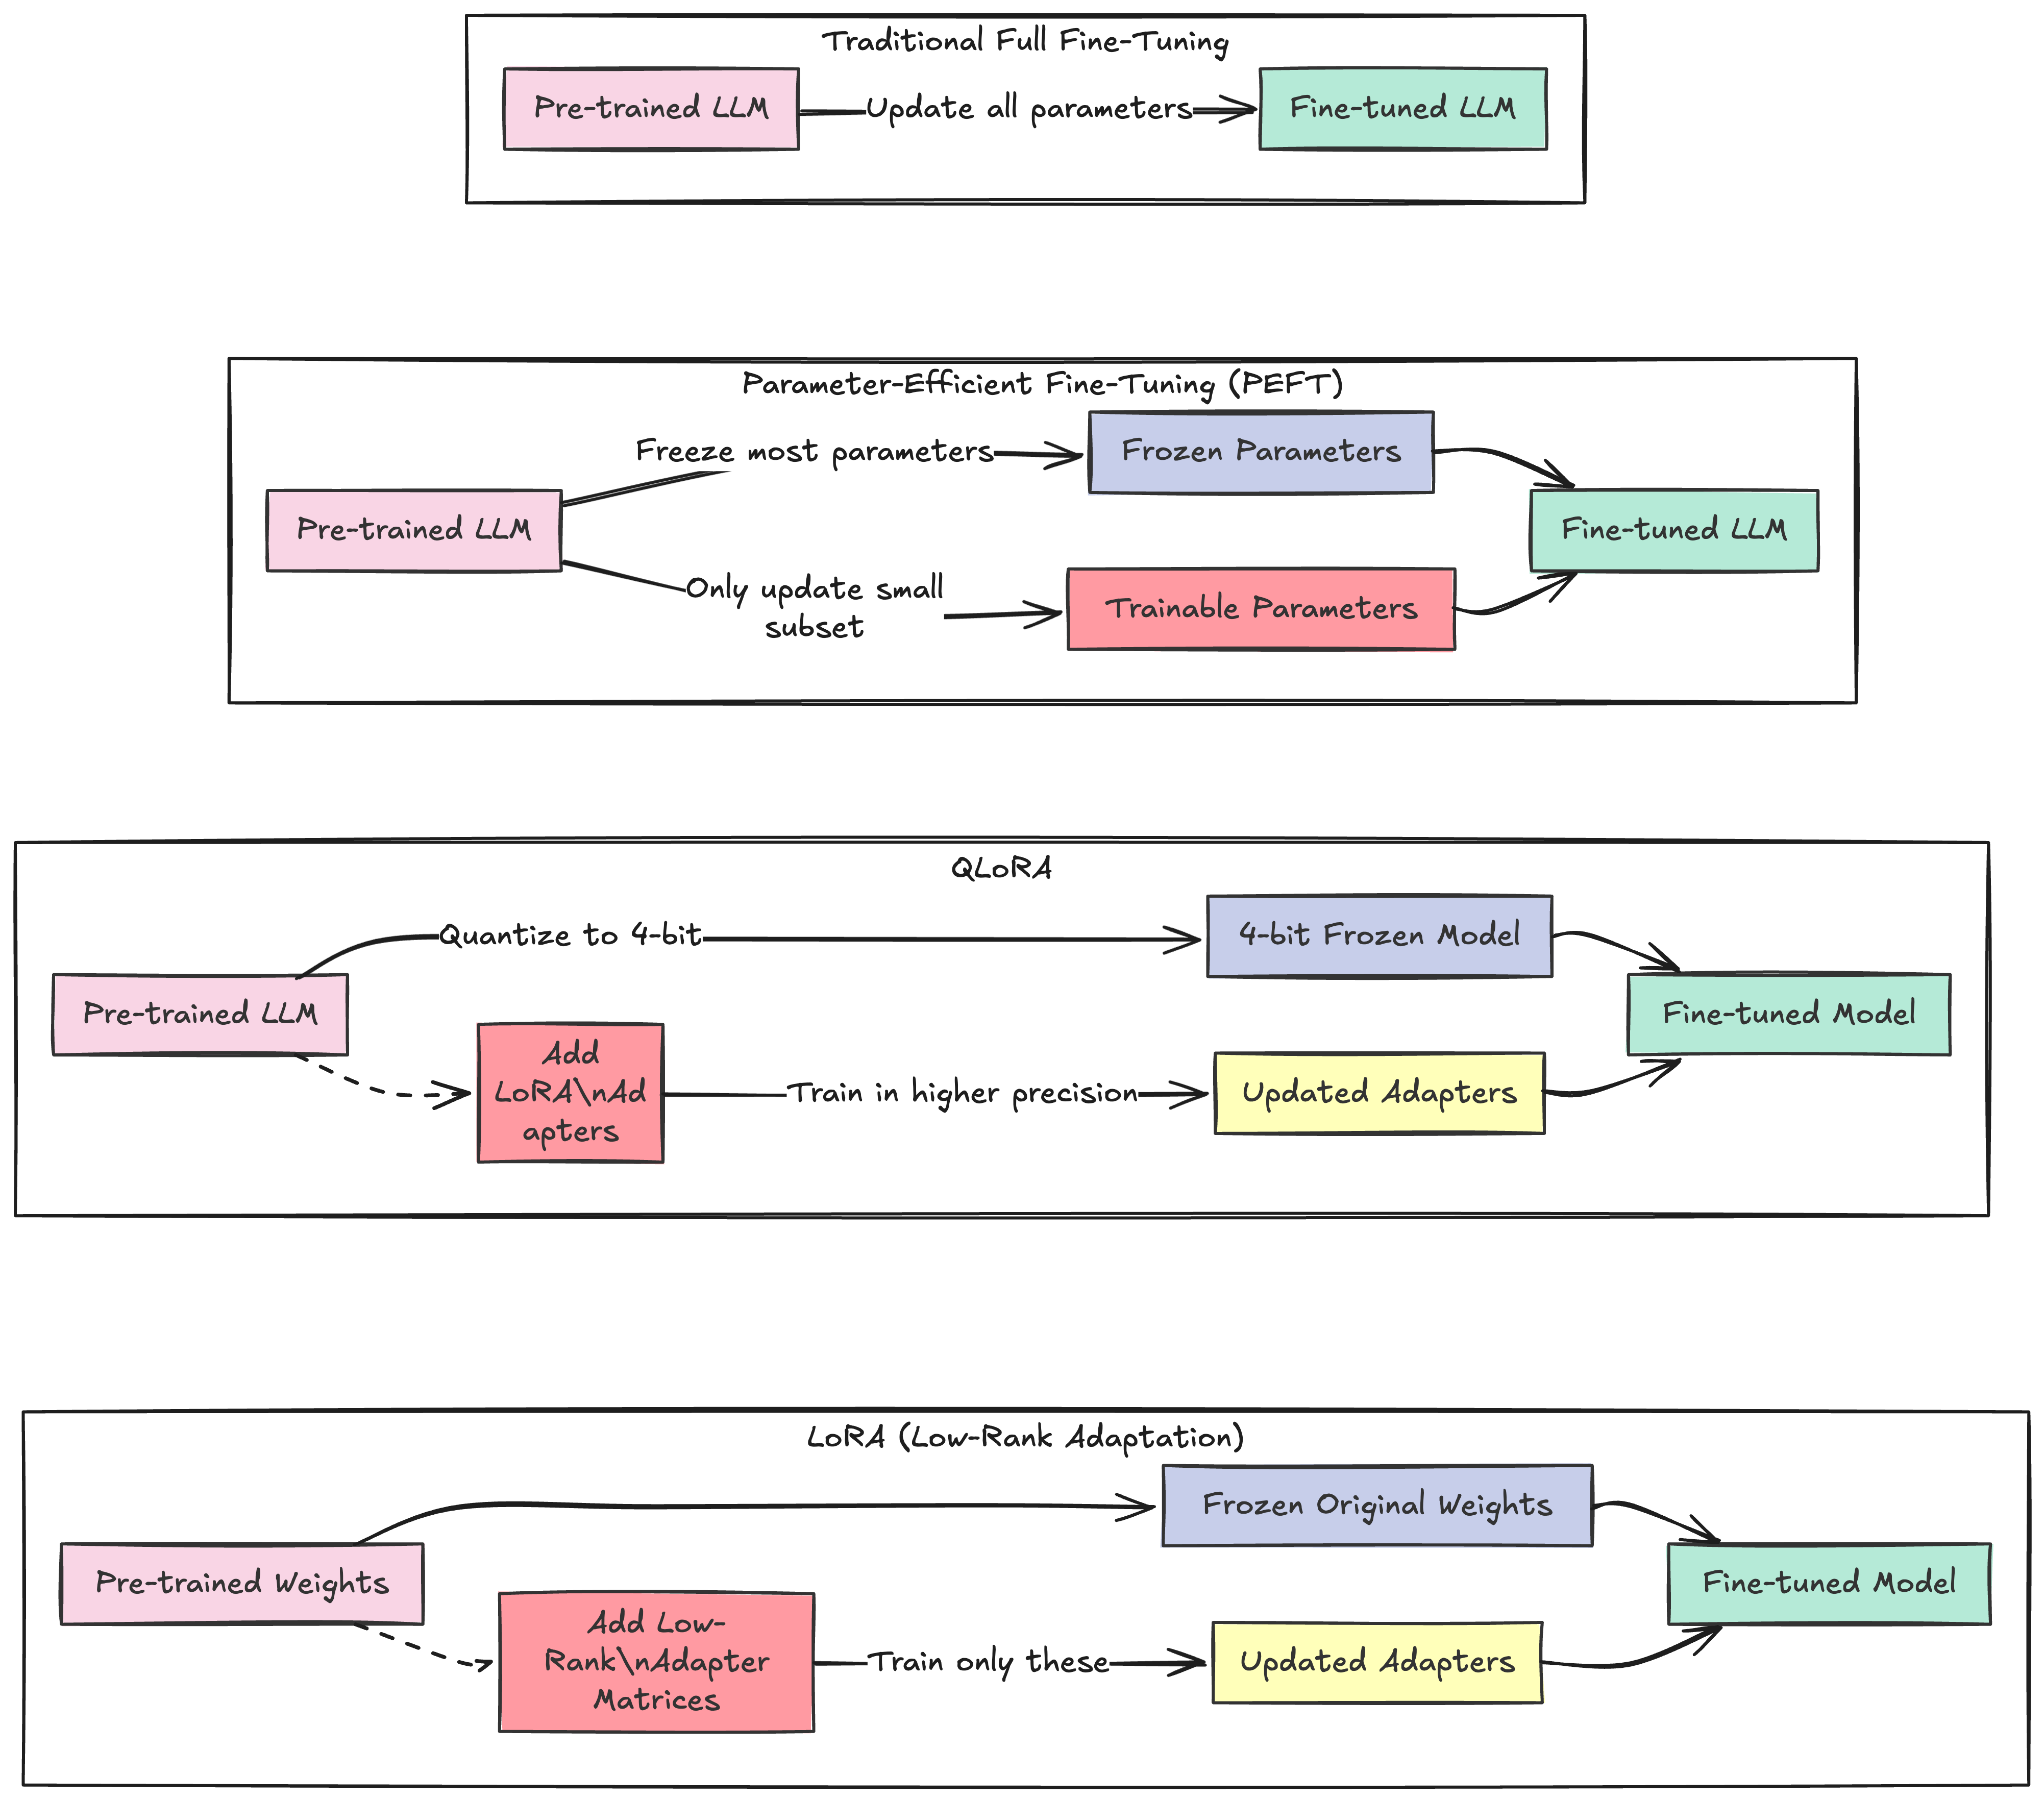 Traditional Full Fine-Tuning
Pre-trained LLM
Update all parameters
Fine-tuned LLM
Parameter-Efficient Fine-Tuning (PEFT)
Freeze most parameters
Frozen Parameters
Pre-trained LLM
Fine-tuned LLM
Only update small
subset
Trainable Parameters
QLoRA
Quantize to 4-bit
4-bit Frozen Model
Pre-trained LLM
Fine-tuned Model
Add
LoRA\nAd
apters
Train in higher precision
Updated Adapters
LoRA (Low-Rank Adaptation)
Frozen Original Weights
Pre-trained Weights
Fine-tuned Model
Add Low-
Rank\nAdapter
Matrices
Train only these
Updated Adapters